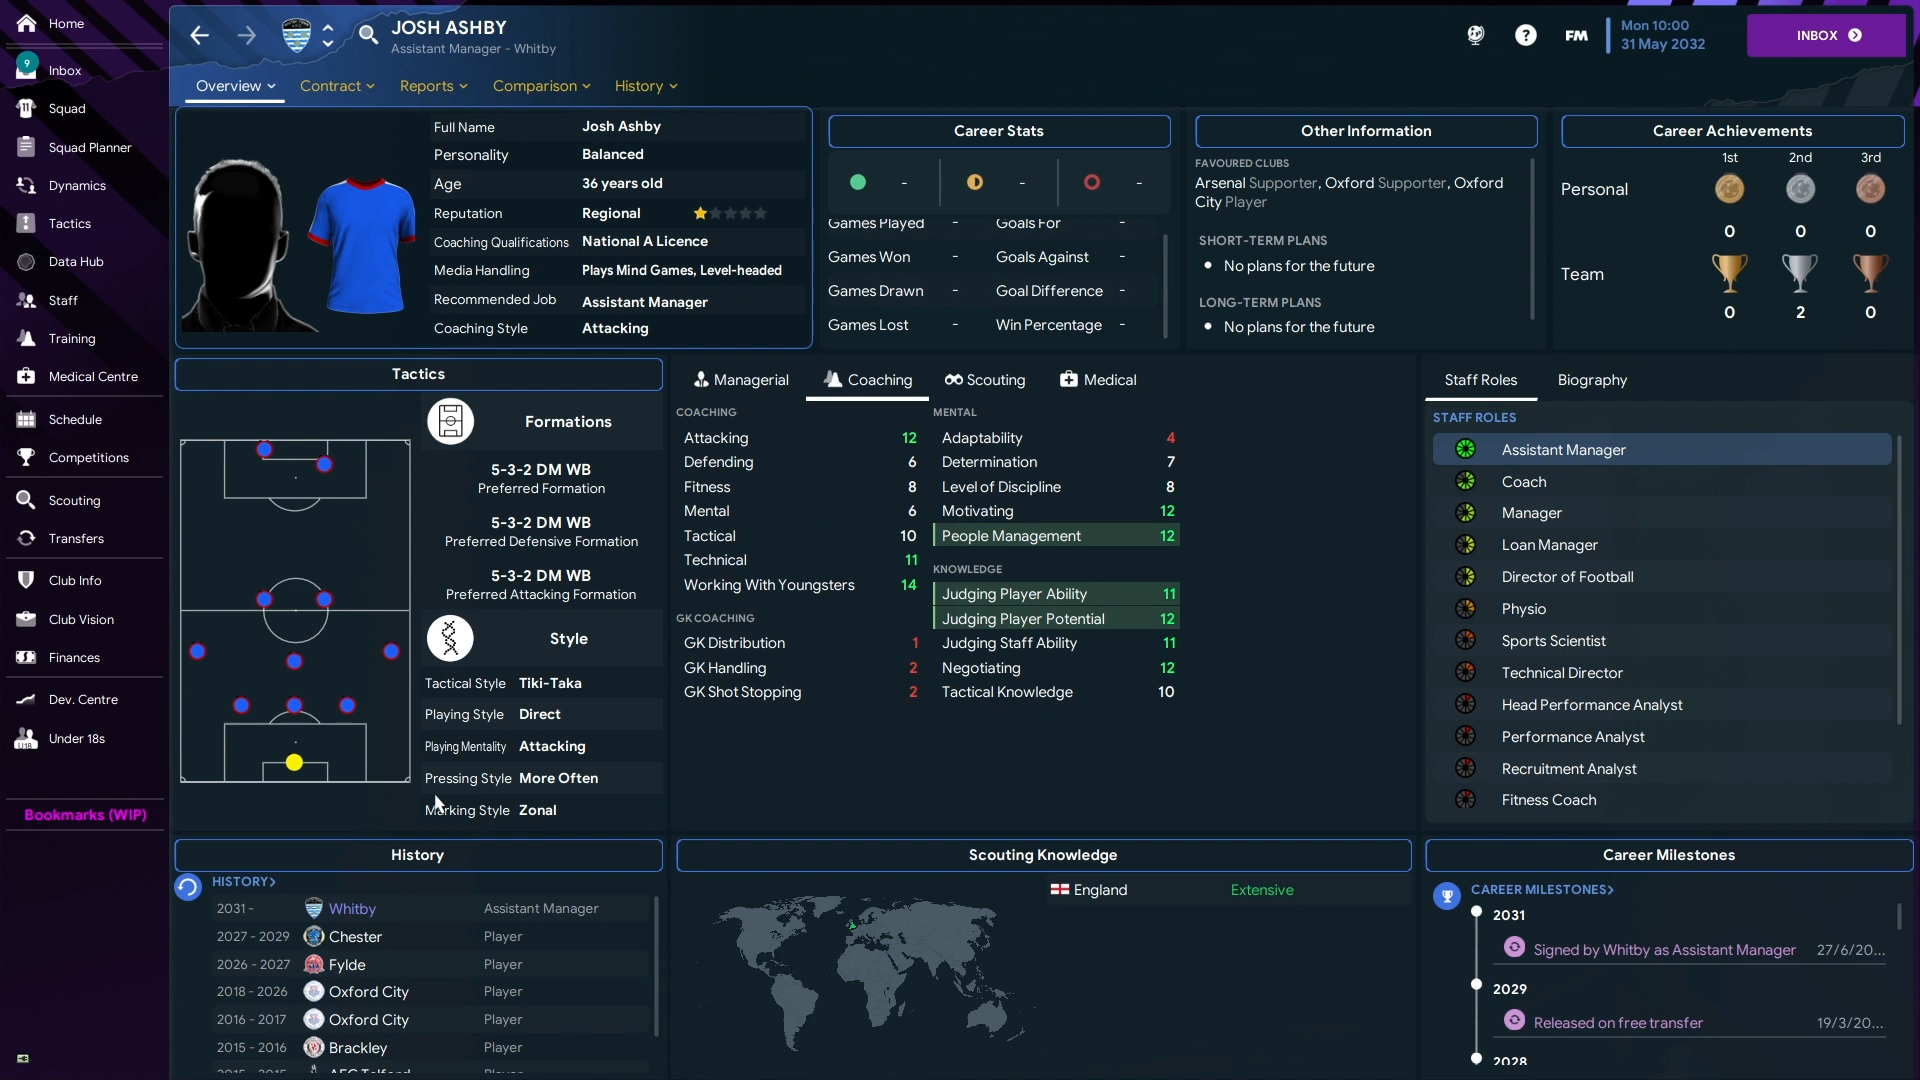 Home
9
Inbox
Squad
Squad Planner
Dynamics
Tactics
Data Hub
Staff
Training
Medical Centre
Schedule
Competitions
Scouting
Transfers
Club Info
Club Vision
Finances
Dev. Centre
U18
Under 18s
Bookmarks (WIP)
JOSH ASHBY
Assistant Manager - Whitby
?
FM
Mon 10:00
31 May 2032
INBOX
Overview
Contract
Reports
Comparison
History
Full Name Josh Ashby
Personality Balanced
Age 36 years old
Reputation Regional
Coaching Qualifications National A Licence
Media Handling Plays Mind Games, Level-headed
Recommended Job Assistant Manager
Coaching Style Attacking
Career Stats
- - -
Games Played - Goals For -
Games Won - Goals Against -
Games Drawn - Goal Difference -
Games Lost - Win Percentage -
Other Information
FAVOURED CLUBS
Arsenal Supporter, Oxford Supporter, Oxford
City Player
SHORT-TERM PLANS
• No plans for the future
LONG-TERM PLANS
• No plans for the future
Career Achievements
1st 2nd 3rd
Personal
0 0 0
Team
0 2 0
Tactics
Formations
5-3-2 DM WB
Preferred Formation
5-3-2 DM WB
Preferred Defensive Formation
5-3-2 DM WB
Preferred Attacking Formation
Style
Tactical Style Tiki-Taka
Playing Style Direct
Playing Mentality Attacking
Pressing Style More Often
Marking Style Zonal
Managerial
Coaching
Scouting
Medical
COACHING
Attacking 12
Defending 6
Fitness 8
Mental 6
Tactical 10
Technical 11
Working With Youngsters 14
GK COACHING
GK Distribution 1
GK Handling 2
GK Shot Stopping 2
MENTAL
Adaptability 4
Determination 7
Level of Discipline 8
Motivating 12
People Management 12
KNOWLEDGE
Judging Player Ability 11
Judging Player Potential 12
Judging Staff Ability 11
Negotiating 12
Tactical Knowledge 10
Staff Roles
Biography
STAFF ROLES
Assistant Manager
Coach
Manager
Loan Manager
Director of Football
Physio
Sports Scientist
Technical Director
Head Performance Analyst
Performance Analyst
Recruitment Analyst
Fitness Coach
History
HISTORY>
2031 - Whitby Assistant Manager
2027 - 2029 Chester Player
2026 - 2027 Fylde Player
2018 - 2026 Oxford City Player
2016 - 2017 Oxford City Player
2015 - 2016 Brackley Player
2015 - 2015 AFC Telford Player
Scouting Knowledge
England Extensive
Career Milestones
CAREER MILESTONES>
2031
Signed by Whitby as Assistant Manager 27/6/20...
2029
Released on free transfer 19/3/20...
2028